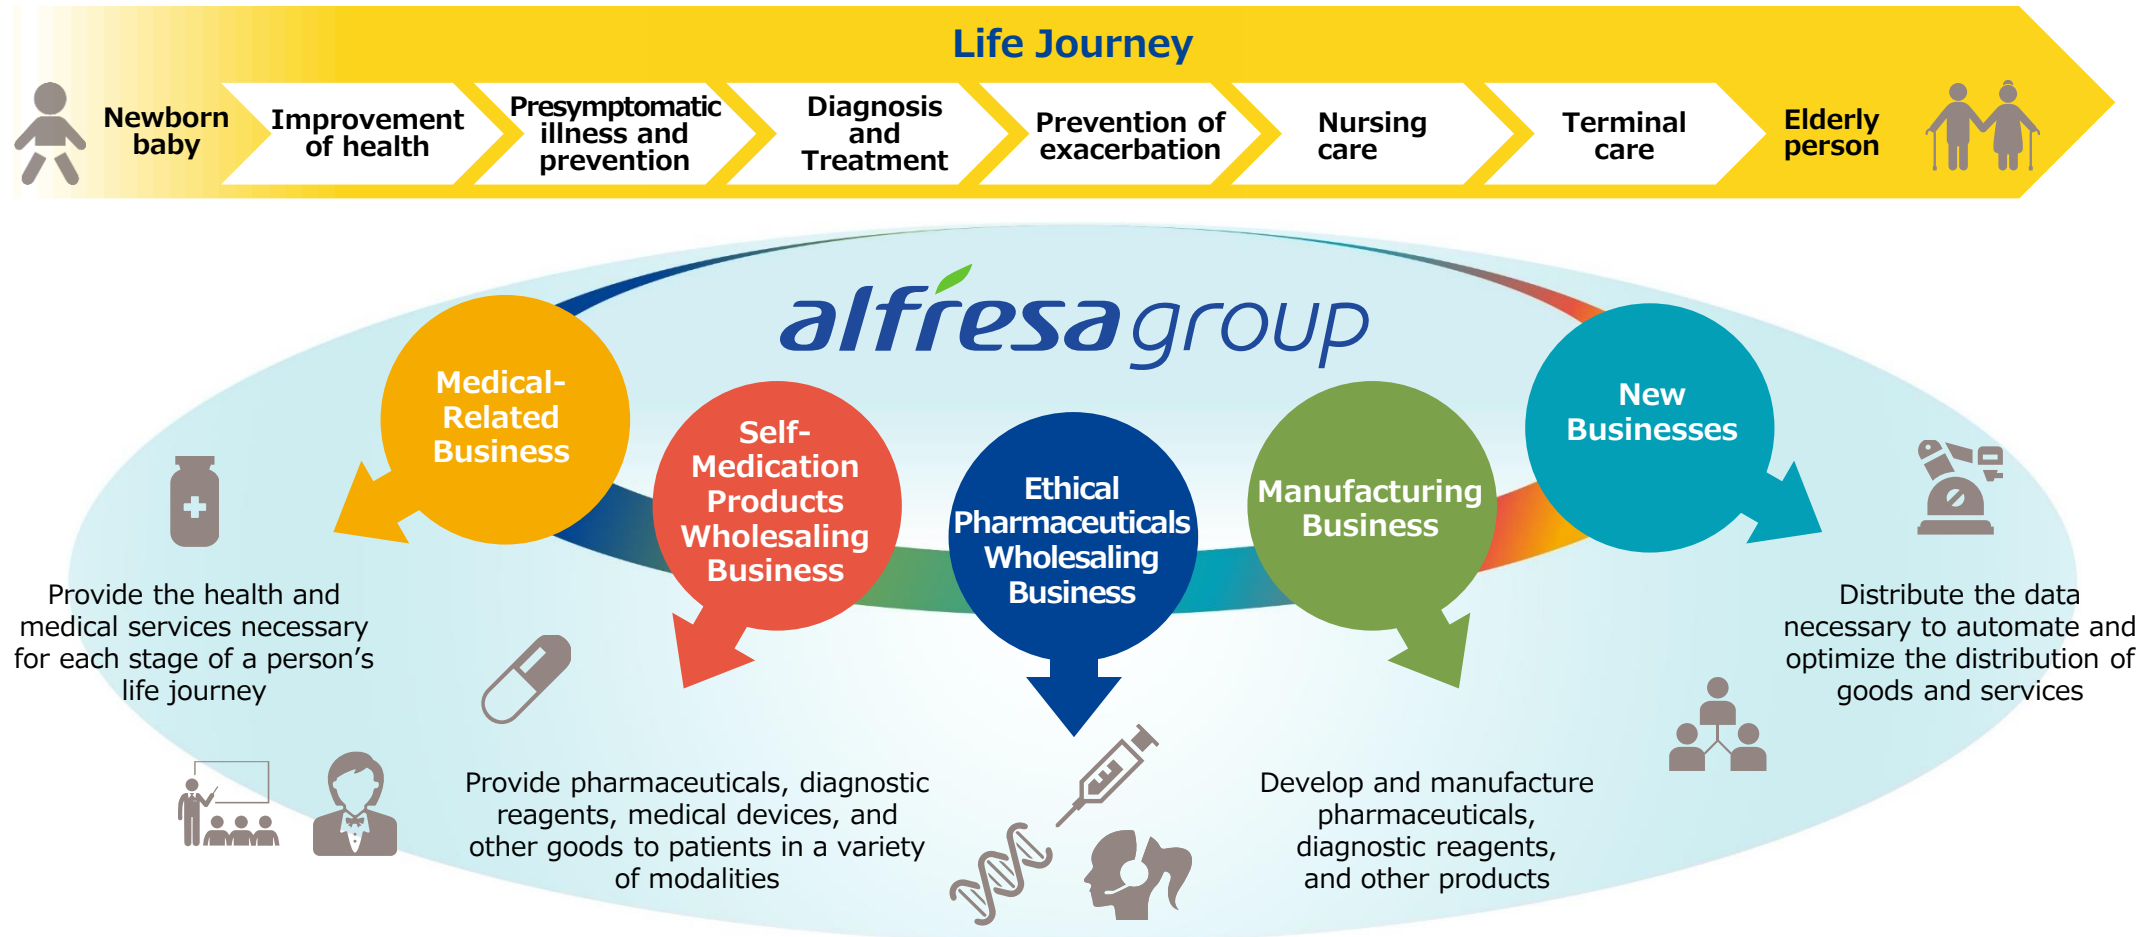 Life Journey
Newborn
baby
Improvement
of health
Presymptomatic
illness and
prevention
Diagnosis
and
Treatment
Prevention of
exacerbation
Nursing
care
Terminal
care
Elderly
person
alfresa group
Medical-
Related
Business
Self-
Medication
Products
Wholesaling
Business
Ethical
Pharmaceuticals
Wholesaling
Business
Manufacturing
Business
New
Businesses
Provide the health and
medical services necessary
for each stage of a person's
life journey
Provide pharmaceuticals, diagnostic
reagents, medical devices, and
other goods to patients in a variety
of modalities
Develop and manufacture
pharmaceuticals,
diagnostic reagents,
and other products
Distribute the data
necessary to automate and
optimize the distribution of
goods and services